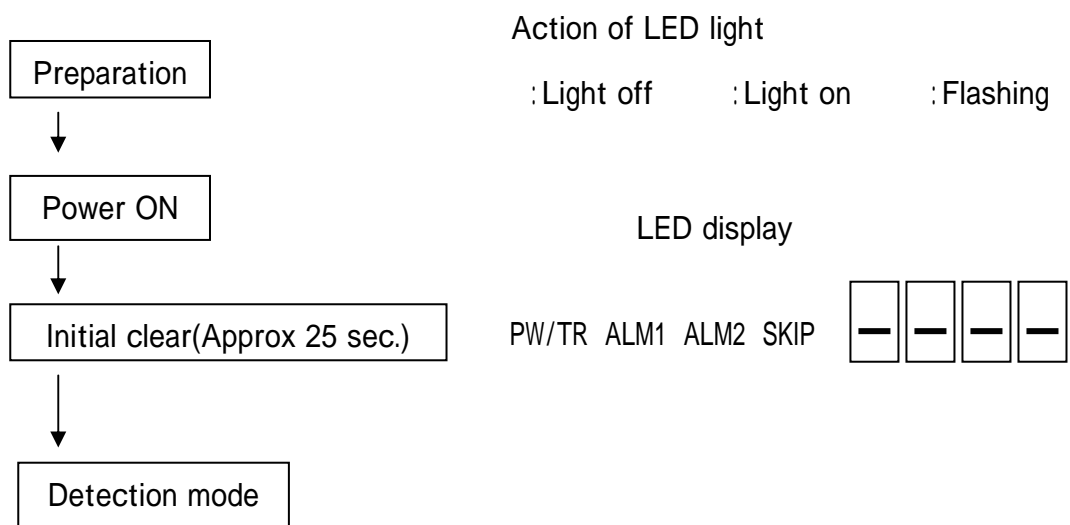 Action of LED light
Preparation
:Light off :Light on :Flashing
Power ON
LED display
Initial clear(Approx 25 sec.)
PW/TR ALM1 ALM2 SKIP - - - -
Detection mode